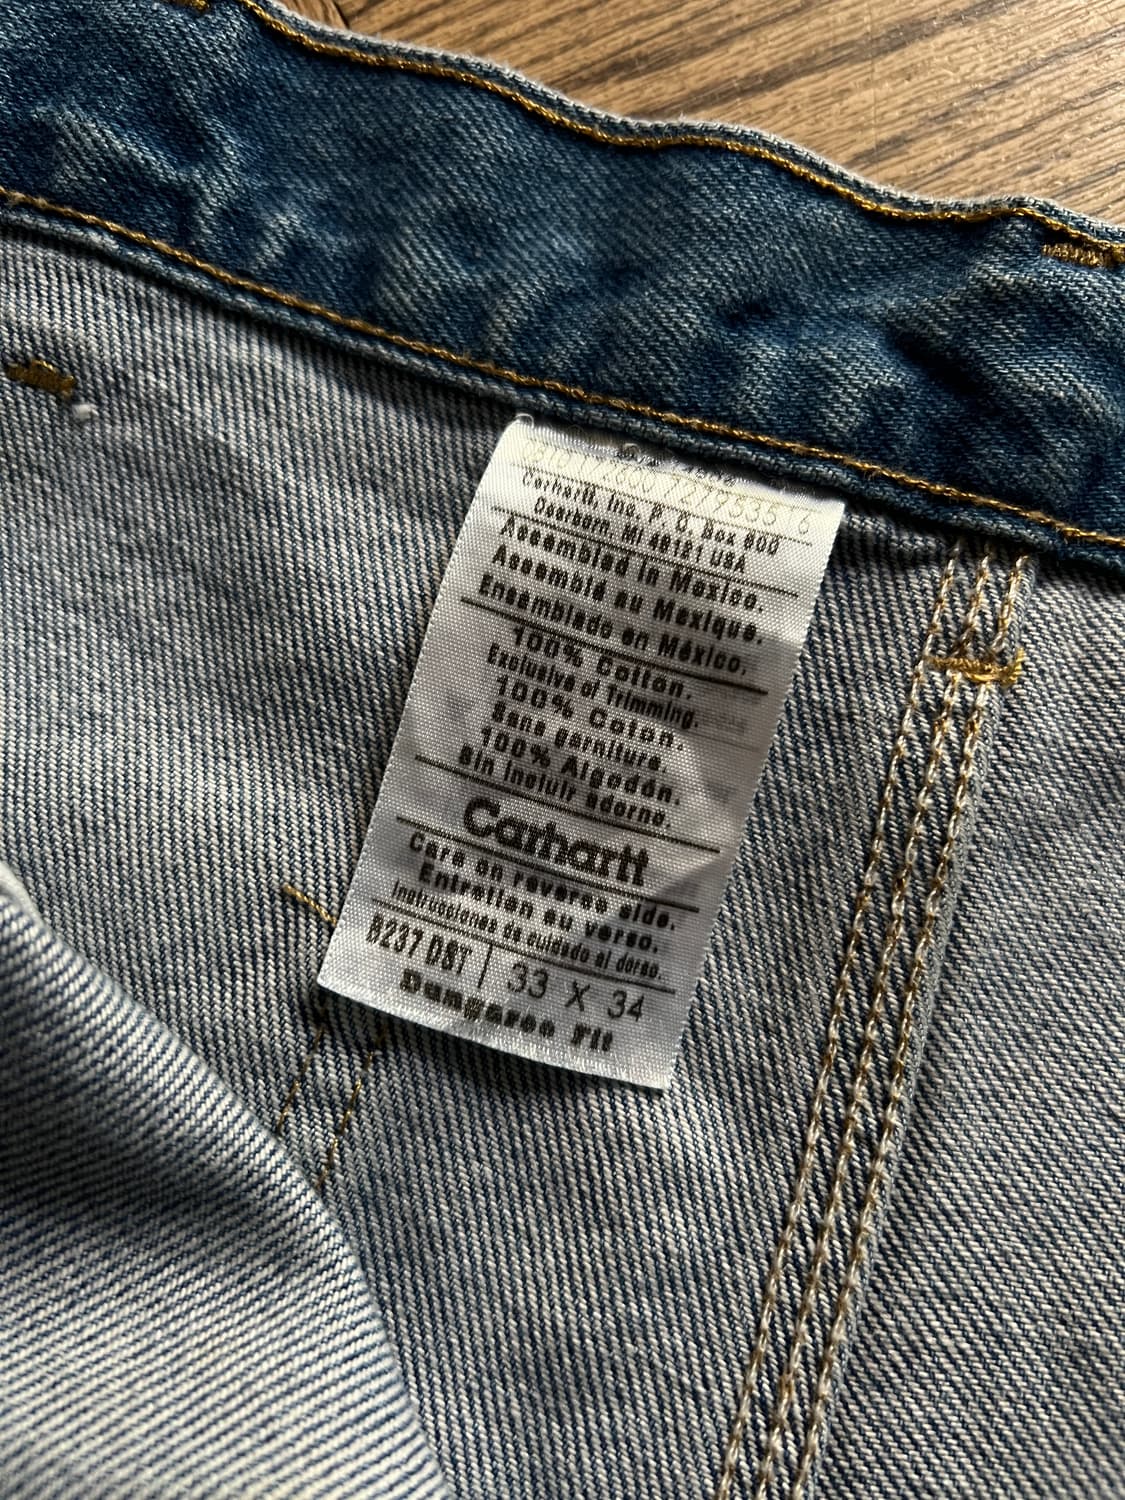 Carhartt, Inc. P. O. Box 600
Dearborn, MI 48121 USA
Assembled in Mexico.
Assemblé au Mexique.
Ensamblado en México.
100% Cotton.
Exclusive of Trimming.
100% Coton.
Sans garniture.
100% Algodón.
Sin incluir adorno.
Carhartt
Care on reverse side.
Entretien au verso.
Instrucciones de cuidado al dorso.
B237 DST | 33 X 34
Dungaree Fit